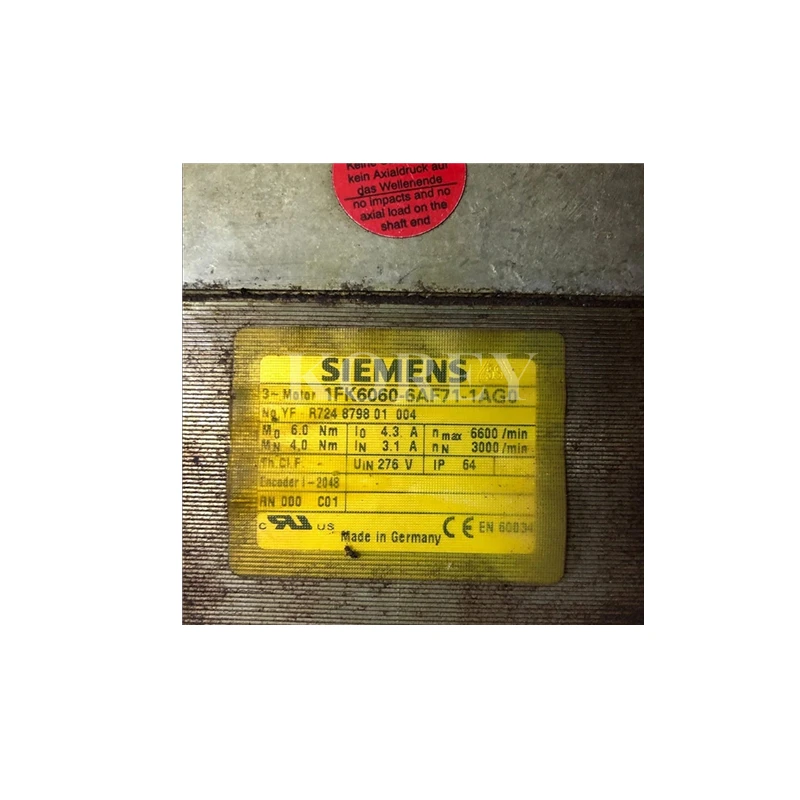 kein Axialdruck auf
das Wellenende
no impacts and no
axial load on the
shaft end
SIEMENS
3~ Motor 1FK6060-6AF71-1AG0
No YF R724 8798 01 004
M0 6.0 Nm I0 4.3 A nmax 6600 /min
MN 4.0 Nm IN 3.1 A nN 3000 /min
Th.Cl.F UIN 276 V IP 64
Encoder I-2048
RN 000 C01
c RU US
Made in Germany CE EN 60034